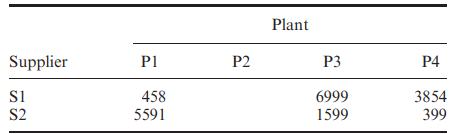 Plant
Supplier P1 P2 P3 P4
S1 458 6999 3854
S2 5591 1599 399